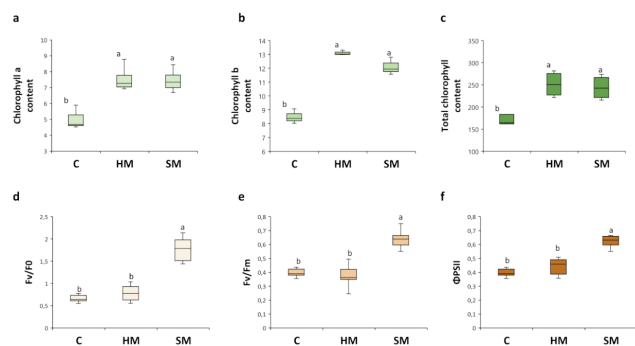 a
Chlorophyll a
content
10
9
8
7
6
5
4
3
b
a
a
C HM SM
b
Chlorophyll b
content
14
13
12
11
10
9
8
7
6
b
a
a
C HM SM
c
Total chlorophyll
content
350
300
250
200
150
100
b
a
a
C HM SM
d
Fv/F0
2,5
2
1,5
1
0,5
0
b
b
a
C HM SM
e
Fv/Fm
0,8
0,7
0,6
0,5
0,4
0,3
0,2
0,1
0
b
b
a
C HM SM
f
ΦPSII
0,8
0,7
0,6
0,5
0,4
0,3
0,2
0,1
0
b
b
a
C HM SM